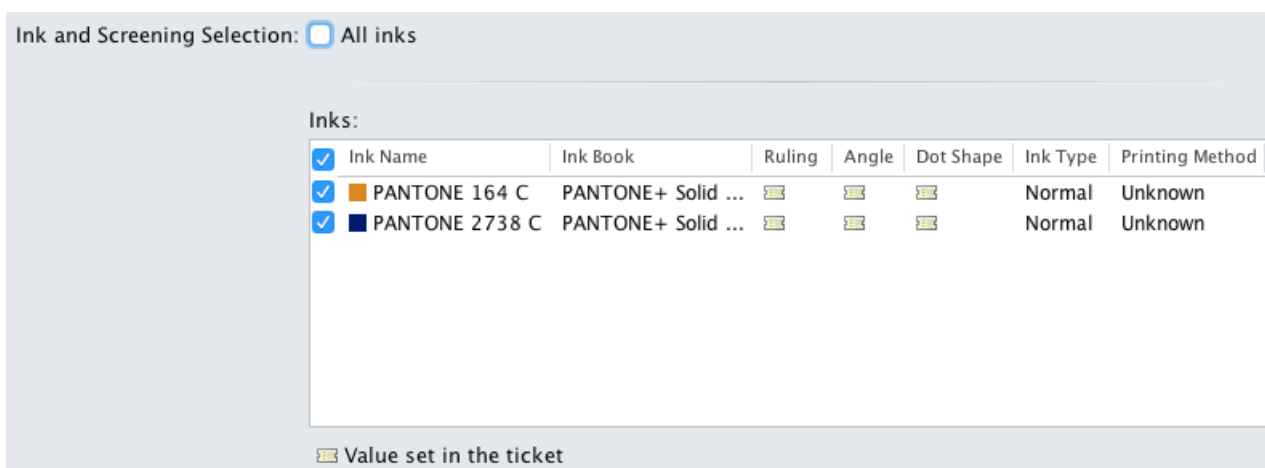 Ink and Screening Selection: All inks
Inks:
Ink Name Ink Book Ruling Angle Dot Shape Ink Type Printing Method
PANTONE 164 C PANTONE+ Solid ... Normal Unknown
PANTONE 2738 C PANTONE+ Solid ... Normal Unknown
Value set in the ticket